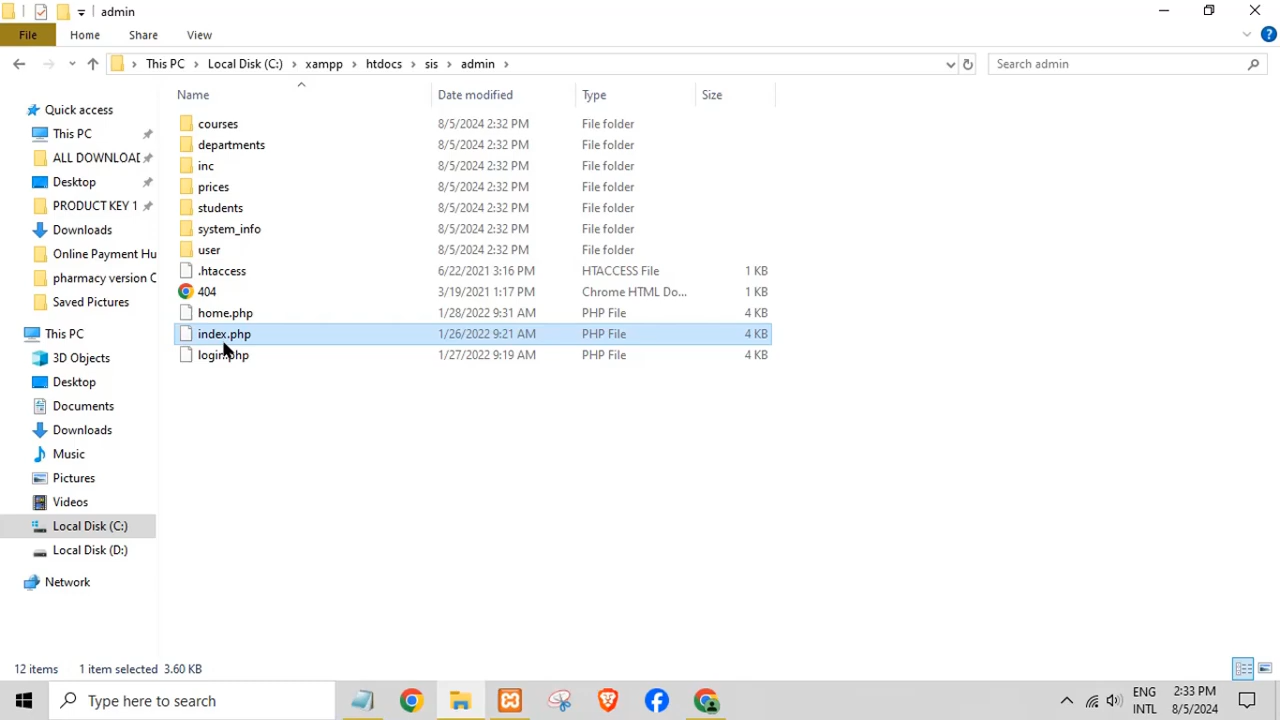 admin
File
Home
Share
View
This PC
Local Disk (C:)
xampp
htdocs
sis
admin
Search admin
Name
Date modified
Type
Size
Quick access
This PC
ALL DOWNLOAD
Desktop
PRODUCT KEY 1
Downloads
Online Payment Hu
pharmacy version C
Saved Pictures
This PC
3D Objects
Desktop
Documents
Downloads
Music
Pictures
Videos
Local Disk (C:)
Local Disk (D:)
Network
courses 8/5/2024 2:32 PM File folder
departments 8/5/2024 2:32 PM File folder
inc 8/5/2024 2:32 PM File folder
prices 8/5/2024 2:32 PM File folder
students 8/5/2024 2:32 PM File folder
system_info 8/5/2024 2:32 PM File folder
user 8/5/2024 2:32 PM File folder
.htaccess 6/22/2021 3:16 PM HTACCESS File 1 KB
404 3/19/2021 1:17 PM Chrome HTML Do... 1 KB
home.php 1/28/2022 9:31 AM PHP File 4 KB
index.php 1/26/2022 9:21 AM PHP File 4 KB
login.php 1/27/2022 9:19 AM PHP File 4 KB
12 items 1 item selected 3.60 KB
Type here to search
ENG
INTL
2:33 PM
8/5/2024